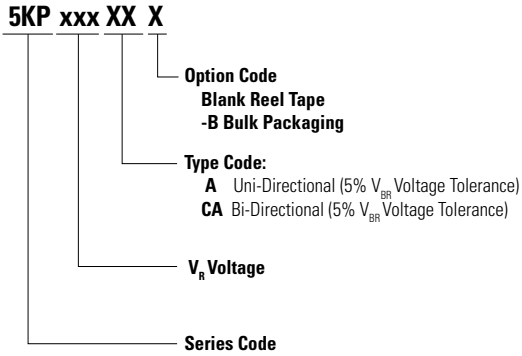 5KP xxx XX X
Option Code
Blank Reel Tape
-B Bulk Packaging
Type Code:
A Uni-Directional (5% VBR Voltage Tolerance)
CA Bi-Directional (5% VBR Voltage Tolerance)
VR Voltage
Series Code